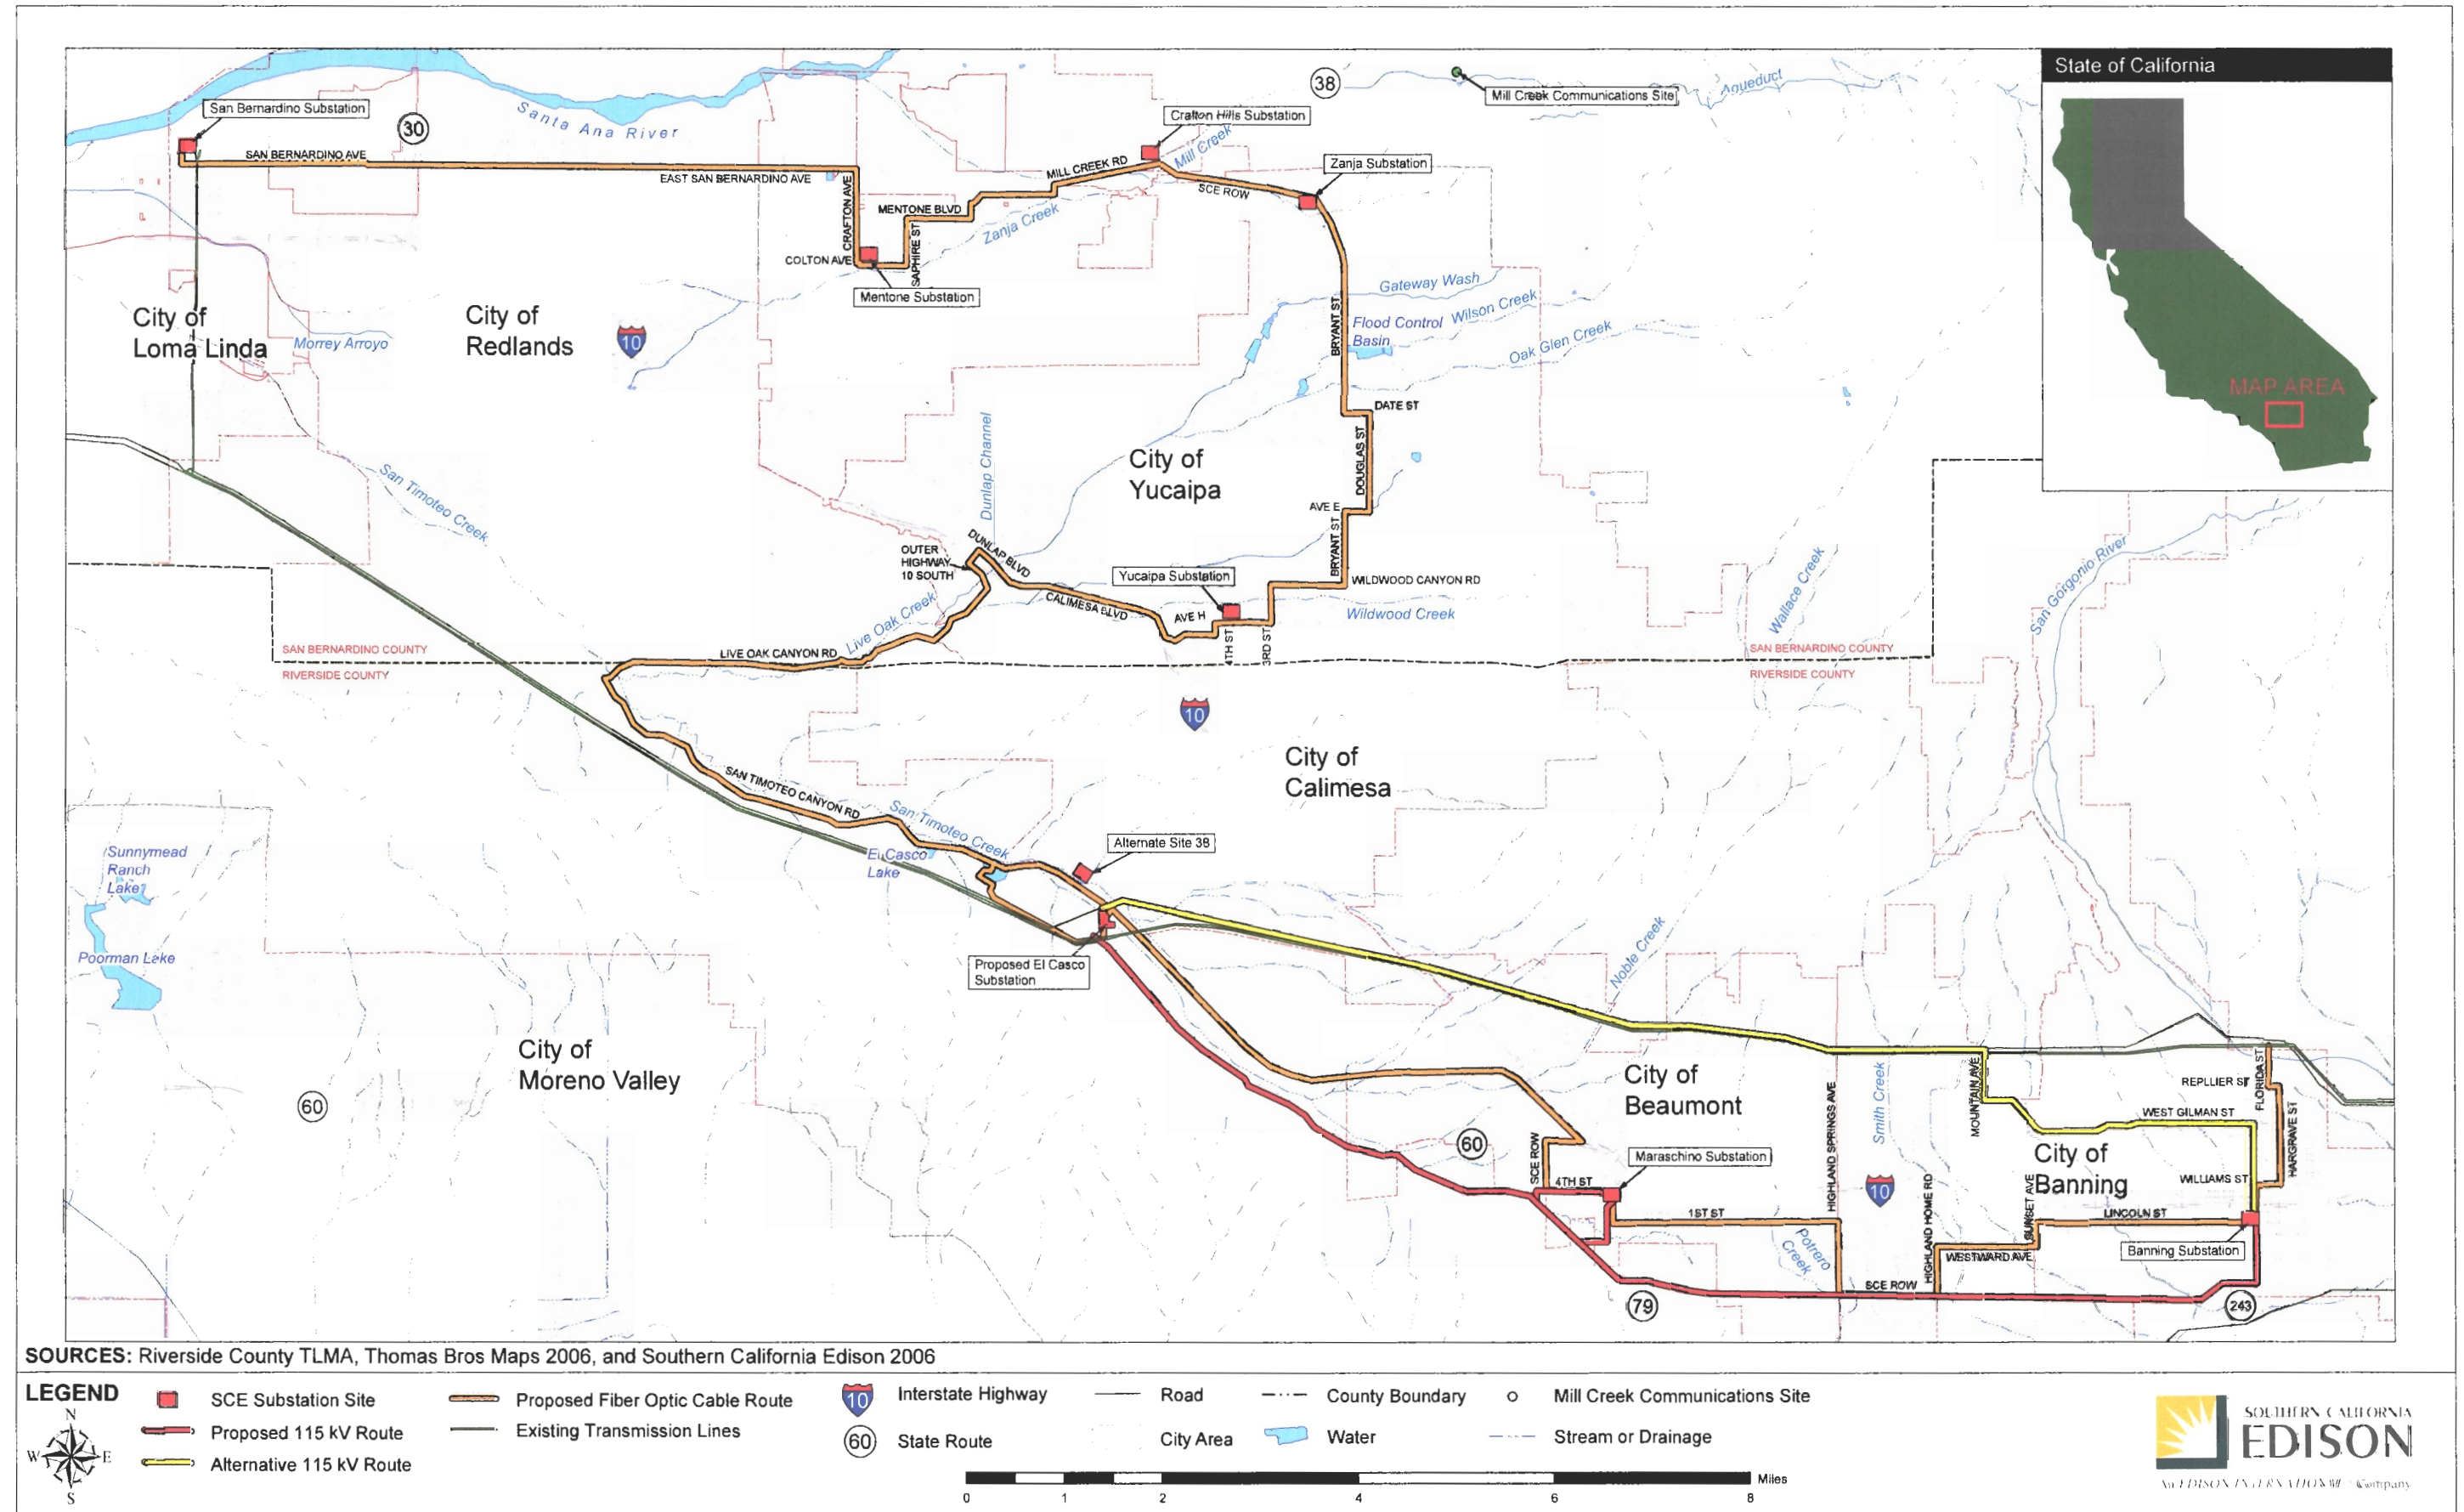 State of California
MAP AREA
38
Mill Creek Communications Site
Aqueduct
San Bernardino Substation
30
Santa Ana River
Crafton Hills Substation
Mill Creek
Zanja Substation
SAN BERNARDINO AVE
EAST SAN BERNARDINO AVE
MILL CREEK RD
SCE ROW
CRAFTON AVE
MENTONE BLVD
SAPHIRE ST
Zanja Creek
COLTON AVE
Mentone Substation
Gateway Wash
Wilson Creek
Flood Control
Basin
Oak Glen Creek
BRYANT ST
City of
Loma Linda
Morrey Arroyo
City of
Redlands
10
DATE ST
DOUGLAS ST
Dunlap Channel
City of
Yucaipa
San Timoteo Creek
AVE E
BRYANT ST
OUTER
HIGHWAY
10 SOUTH
DUNLAP BLVD
Yucaipa Substation
WILDWOOD CANYON RD
CALIMESA BLVD
AVE H
Wildwood Creek
4TH ST
3RD ST
Wallace Creek
San Gorgonio River
Live Oak Creek
LIVE OAK CANYON RD
SAN BERNARDINO COUNTY
RIVERSIDE COUNTY
SAN BERNARDINO COUNTY
RIVERSIDE COUNTY
10
City of
Calimesa
SAN TIMOTEO CANYON RD
San Timoteo Creek
Sunnymead
Ranch
Lake
El Casco
Lake
Alternate Site 38
Poorman Lake
Proposed El Casco
Substation
Noble Creek
City of
Moreno Valley
60
City of
Beaumont
60
SCE ROW
4TH ST
Maraschino Substation
1ST ST
HIGHLAND SPRINGS AVE
Smith Creek
10
MOUNTAIN AVE
REPLLIER ST
FLORIDA ST
WEST GILMAN ST
HARGRAVE ST
City of
Banning
WILLIAMS ST
HIGHLAND HOME RD
SUNSET AVE
LINCOLN ST
WESTWARD AVE
Banning Substation
Potrero
Creek
SCE ROW
79
243
SOURCES: Riverside County TLMA, Thomas Bros Maps 2006, and Southern California Edison 2006
LEGEND
N
W
E
S
SCE Substation Site
Proposed 115 kV Route
Alternative 115 kV Route
Proposed Fiber Optic Cable Route
Existing Transmission Lines
10
Interstate Highway
60
State Route
Road
City Area
County Boundary
Water
Mill Creek Communications Site
Stream or Drainage
Miles
0 1 2 4 6 8
SOUTHERN CALIFORNIA
EDISON
An EDISON INTERNATIONAL Company